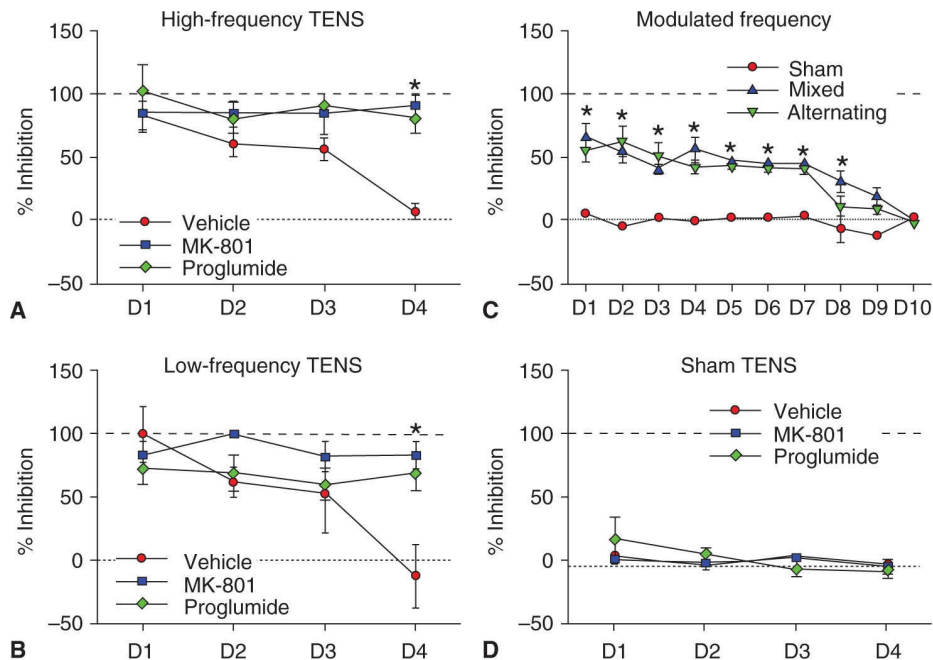 High-frequency TENS
150
100
50
0
–50
% Inhibition
*
Vehicle
MK-801
Proglumide
D1 D2 D3 D4
A
Modulated frequency
150
100
50
0
–50
% Inhibition
Sham
Mixed
Alternating
* * * * * * * *
D1 D2 D3 D4 D5 D6 D7 D8 D9 D10
C
Low-frequency TENS
150
100
50
0
–50
% Inhibition
*
Vehicle
MK-801
Proglumide
D1 D2 D3 D4
B
Sham TENS
150
100
50
0
–50
% Inhibition
Vehicle
MK-801
Proglumide
D1 D2 D3 D4
D